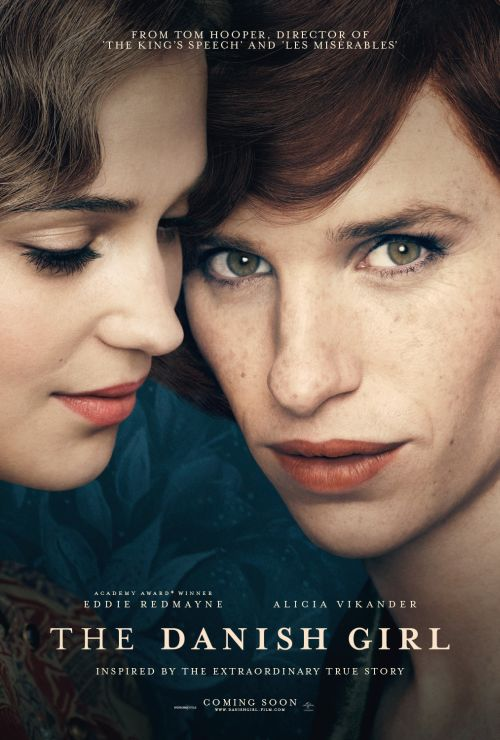 FROM TOM HOOPER, DIRECTOR OF
'THE KING'S SPEECH' AND 'LES MISÉRABLES'
ACADEMY AWARD® WINNER
EDDIE REDMAYNE ALICIA VIKANDER
THE DANISH GIRL
INSPIRED BY THE EXTRAORDINARY TRUE STORY
COMING SOON
WWW.DANISHGIRL-FILM.COM